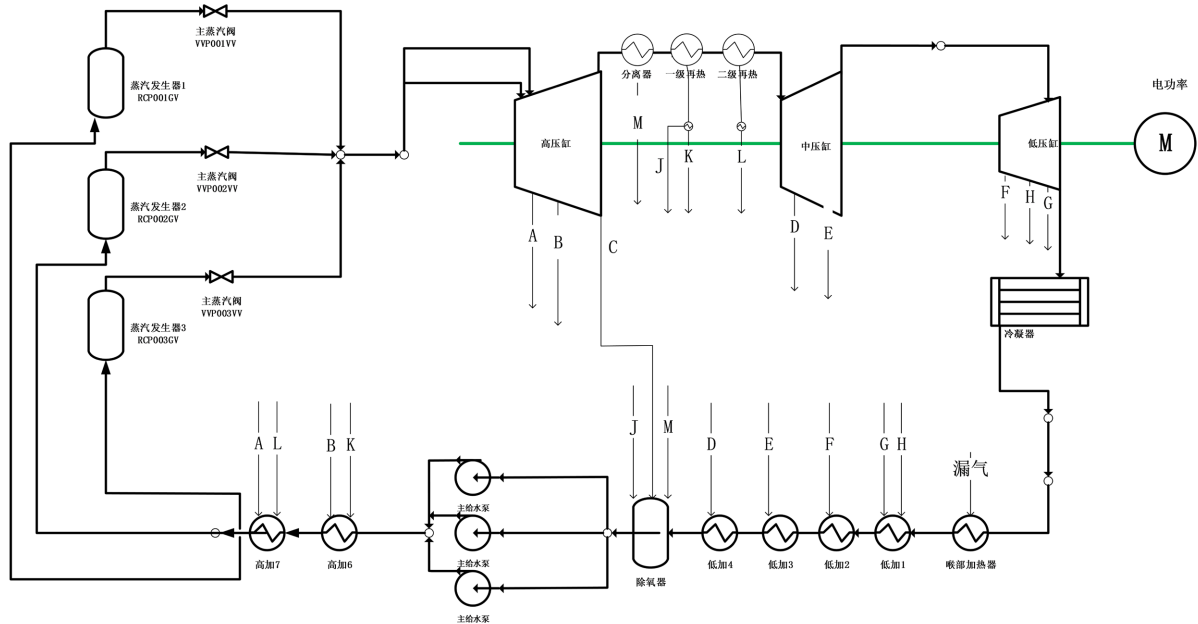 主蒸汽阀
VVP001VV
蒸汽发生器1
RCP001GV
主蒸汽阀
VVP002VV
蒸汽发生器2
RCP002GV
主蒸汽阀
VVP003VV
蒸汽发生器3
RCP003GV
分离器
一级再热
二级再热
高压缸
中压缸
低压缸
电功率
M
M
J
K
L
A
B
C
D
E
F
H
G
冷凝器
A
L
B
K
J
M
D
E
F
G
H
漏气
主给水泵
主给水泵
主给水泵
高加7
高加6
除氧器
低加4
低加3
低加2
低加1
喉部加热器